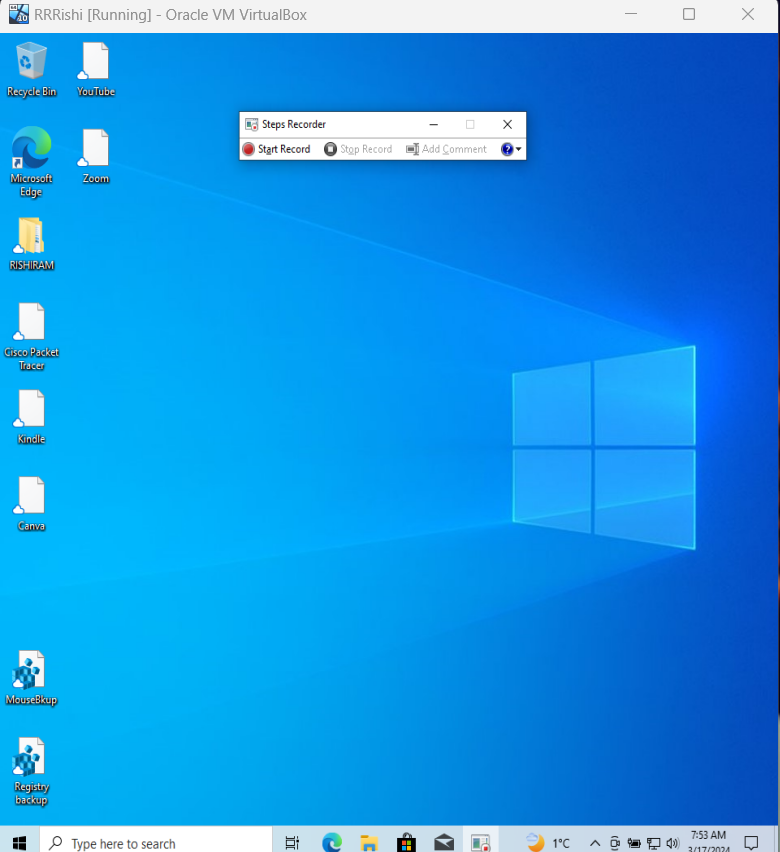 RRRishi [Running] - Oracle VM VirtualBox
Recycle Bin
YouTube
Steps Recorder
Start Record
Stop Record
Add Comment
Microsoft
Edge
Zoom
RISHIRAM
Cisco Packet
Tracer
Kindle
Canva
MouseBkup
Registry
backup
Type here to search
1°C
7:53 AM
3/17/2024